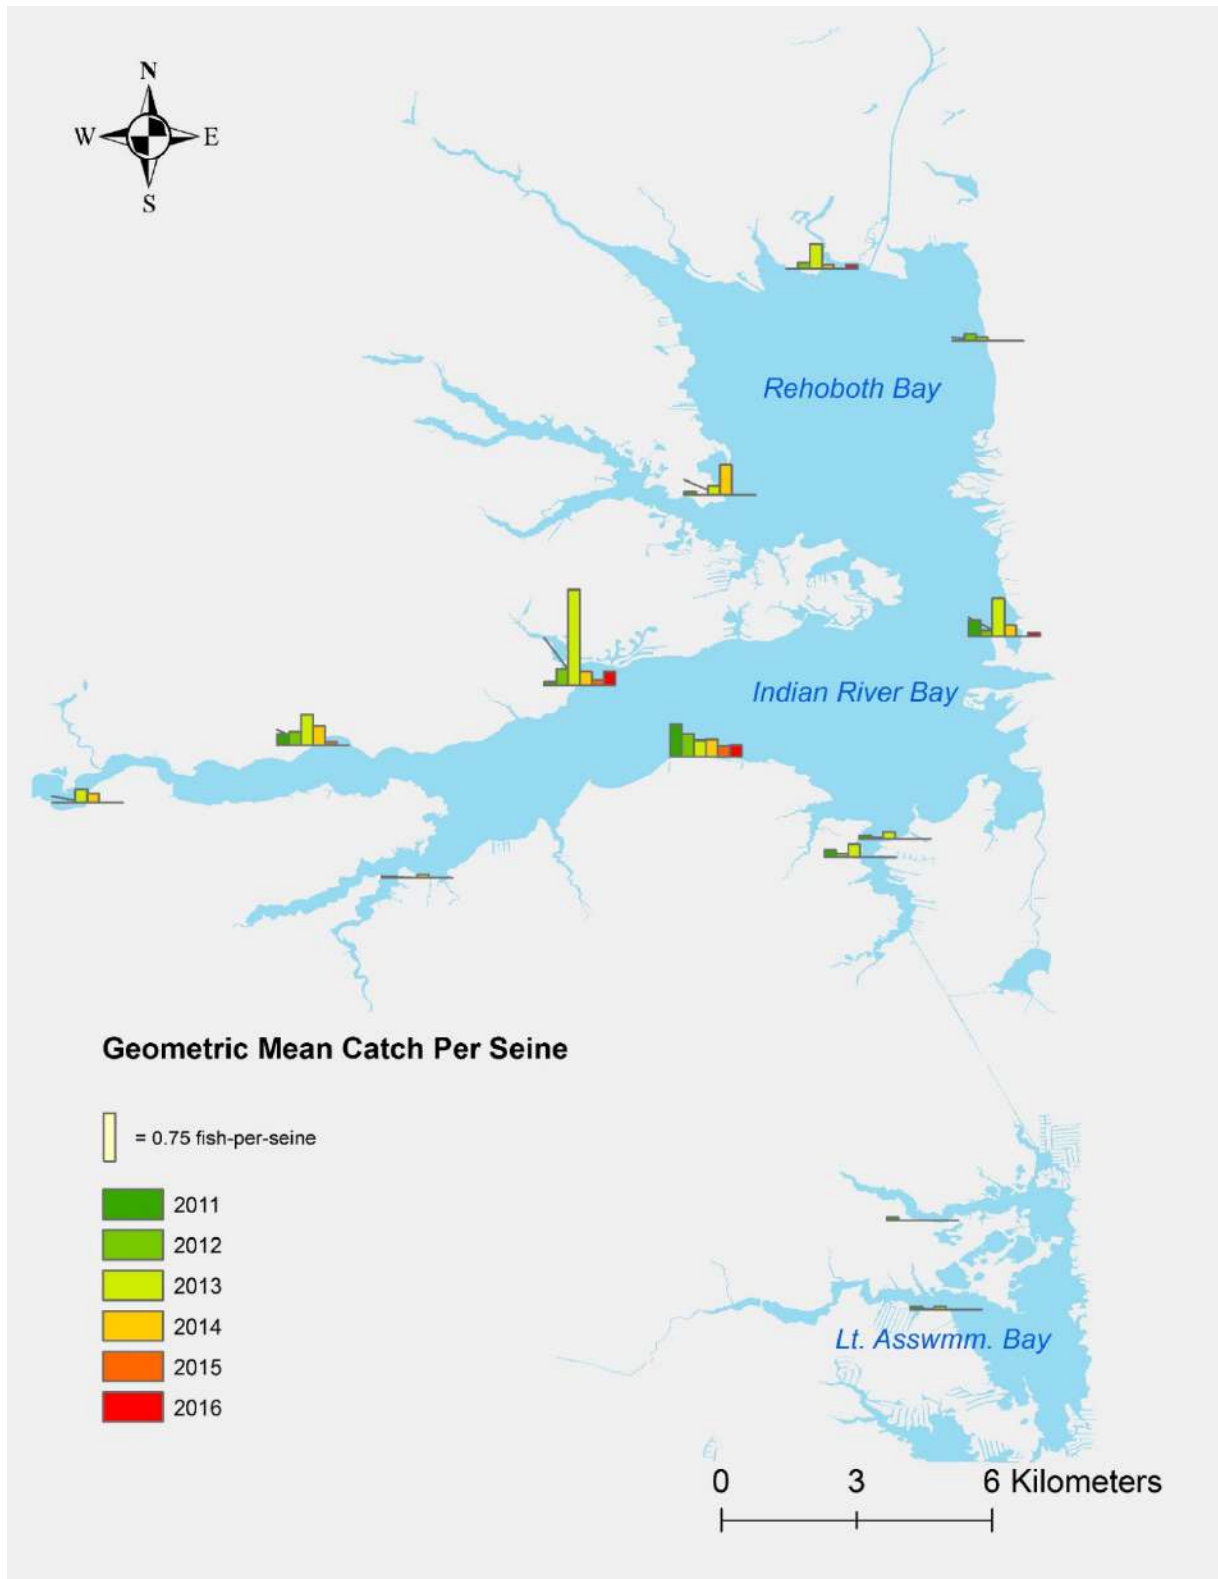 N
W E
S
Rehoboth Bay
Indian River Bay
Geometric Mean Catch Per Seine
= 0.75 fish-per-seine
2011
2012
2013
2014
2015
2016
Lt. Asswmm. Bay
0 3 6 Kilometers